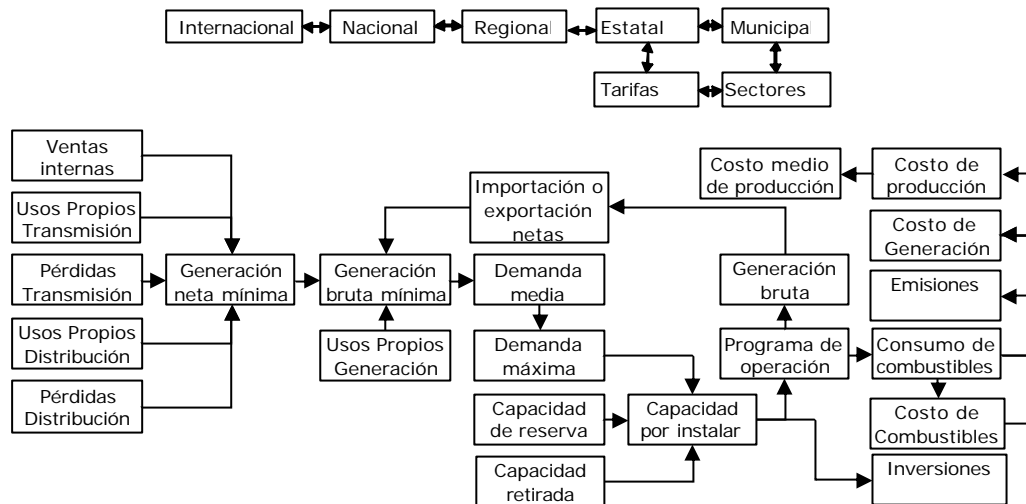 Internacional
Nacional
Regional
Estatal
Municipal
Tarifas
Sectores
Ventas
internas
Usos Propios
Transmisión
Pérdidas
Transmisión
Usos Propios
Distribución
Pérdidas
Distribución
Generación
neta mínima
Generación
bruta mínima
Usos Propios
Generación
Importación o
exportación
netas
Demanda
media
Demanda
máxima
Capacidad
de reserva
Capacidad
retirada
Capacidad
por instalar
Generación
bruta
Programa de
operación
Costo medio
de producción
Costo de
producción
Costo de
Generación
Emisiones
Consumo de
combustibles
Costo de
Combustibles
Inversiones